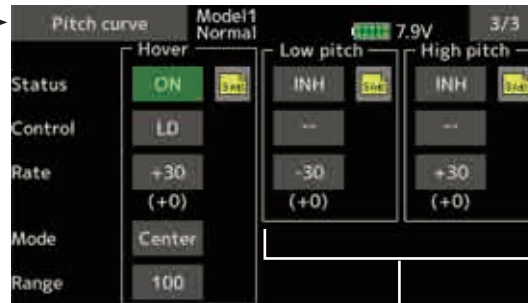 Pitch curve Model1 Normal 7.9V 3/3
Hover Low pitch High pitch
Status ON INH INH
Control LD -- --
Rate +30 -30 +30
(+0) (+0) (+0)
Mode Center
Range 100